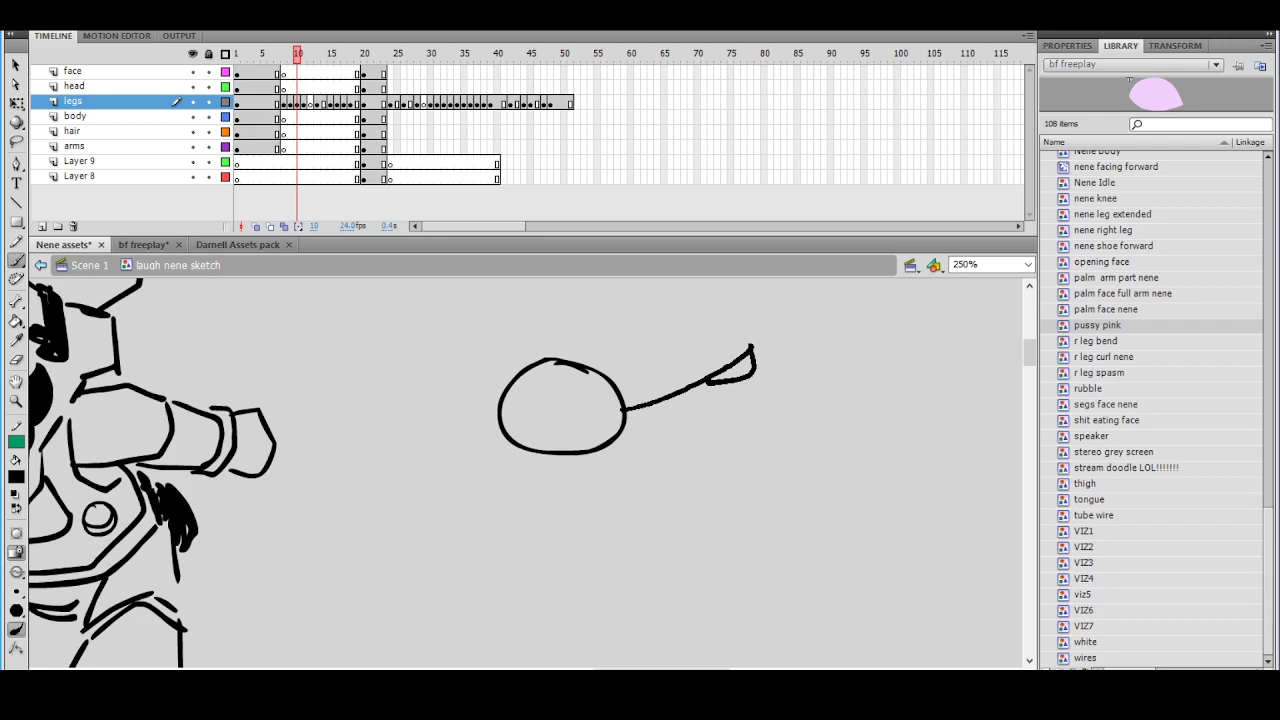 TIMELINE MOTION EDITOR OUTPUT
1 5 10 15 20 25 30 35 40 45 50 55 60 65 70 75 80 85 90 95 100 105 110 115
face
head
legs
body
hair
arms
Layer 9
Layer 8
10 24.0fps 0.4s
Nene assets* bf freeplay* Darnell Assets pack
Scene 1 laugh nene sketch 250%
PROPERTIES LIBRARY TRANSFORM
bf freeplay
108 items
Name Linkage
Nene Body
nene facing forward
Nene Idle
nene knee
nene leg extended
nene right leg
nene shoe forward
opening face
palm arm part nene
palm face full arm nene
palm face nene
pussy pink
r leg bend
r leg curl nene
r leg spasm
rubble
segs face nene
shit eating face
speaker
stereo grey screen
stream doodle LOL!!!!!!!
thigh
tongue
tube wire
VIZ1
VIZ2
VIZ3
VIZ4
viz5
VIZ6
VIZ7
white
wires